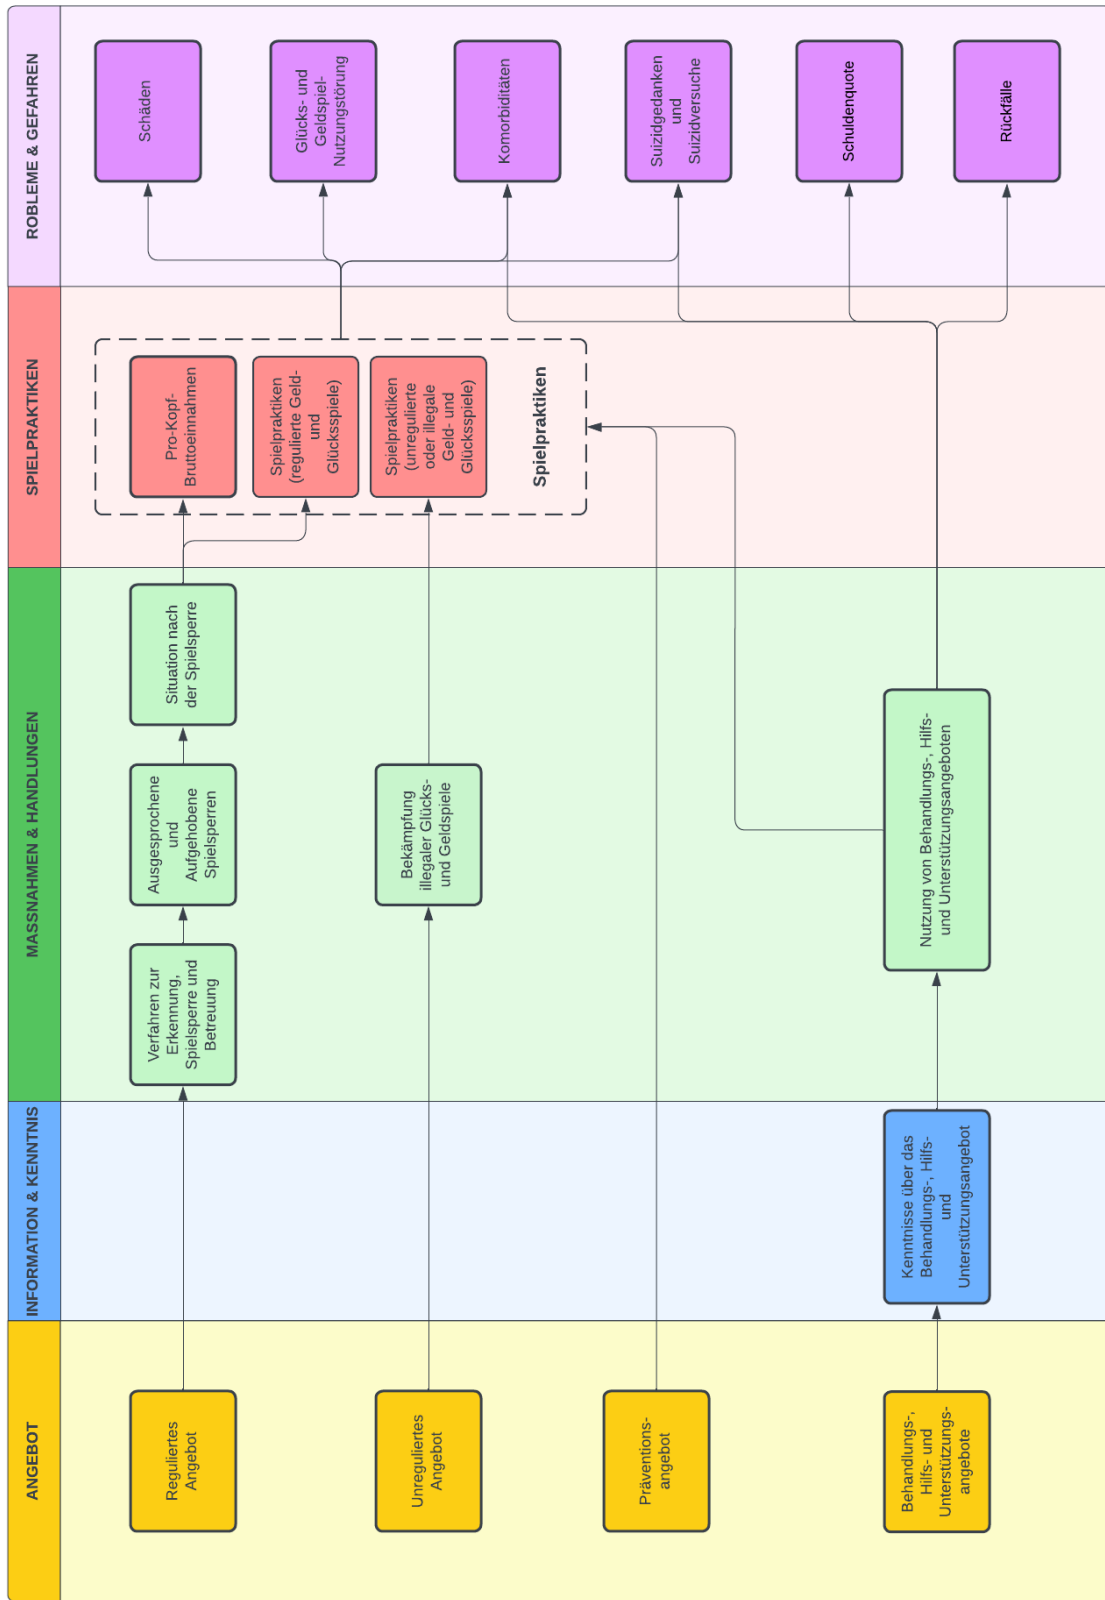 ANGEBOT
INFORMATION & KENNTNIS
MASSNAHMEN & HANDLUNGEN
SPIELPRAKTIKEN
ROBLEME & GEFAHREN
Reguliertes
Angebot
Verfahren zur
Erkennung,
Spielsperre und
Betreuung
Ausgesprochene
und
Aufgehobene
Spielsperren
Situation nach
der Spielsperre
Pro-Kopf-
Bruttoeinnahmen
Spielpraktiken
(regulierte Geld-
und
Glücksspiele)
Spielpraktiken
(unregulierte
oder illegale
Geld- und
Glücksspiele)
Spielpraktiken
Schäden
Glücks- und
Geldspiel-
Nutzungstörung
Komorbiditäten
Suizidgedanken
und
Suizidversuche
Schuldenquote
Rückfälle
Unreguliertes
Angebot
Bekämpfung
illegaler Glücks-
und Geldspiele
Präventions-
angebot
Behandlungs-,
Hilfs- und
Unterstützungs-
angebote
Kenntnisse über das
Behandlungs-, Hilfs-
und
Unterstützungsangebot
Nutzung von Behandlungs-, Hilfs-
und Unterstützungsangeboten